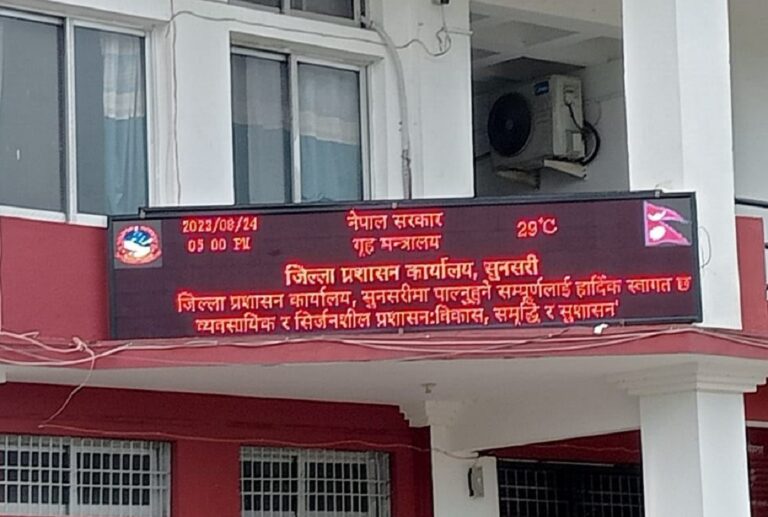 2023/08/24
05 00 PM
नेपाल सरकार
गृह मन्त्रालय
29°C
जिल्ला प्रशासन कार्यालय, सुनसरी
जिल्ला प्रशासन कार्यालय, सुनसरीमा पाल्नुहुने सम्पूर्णलाई हार्दिक स्वागत छ
व्यवसायिक र सिर्जनशील प्रशासन:विकास, समृद्धि र सुशासन'